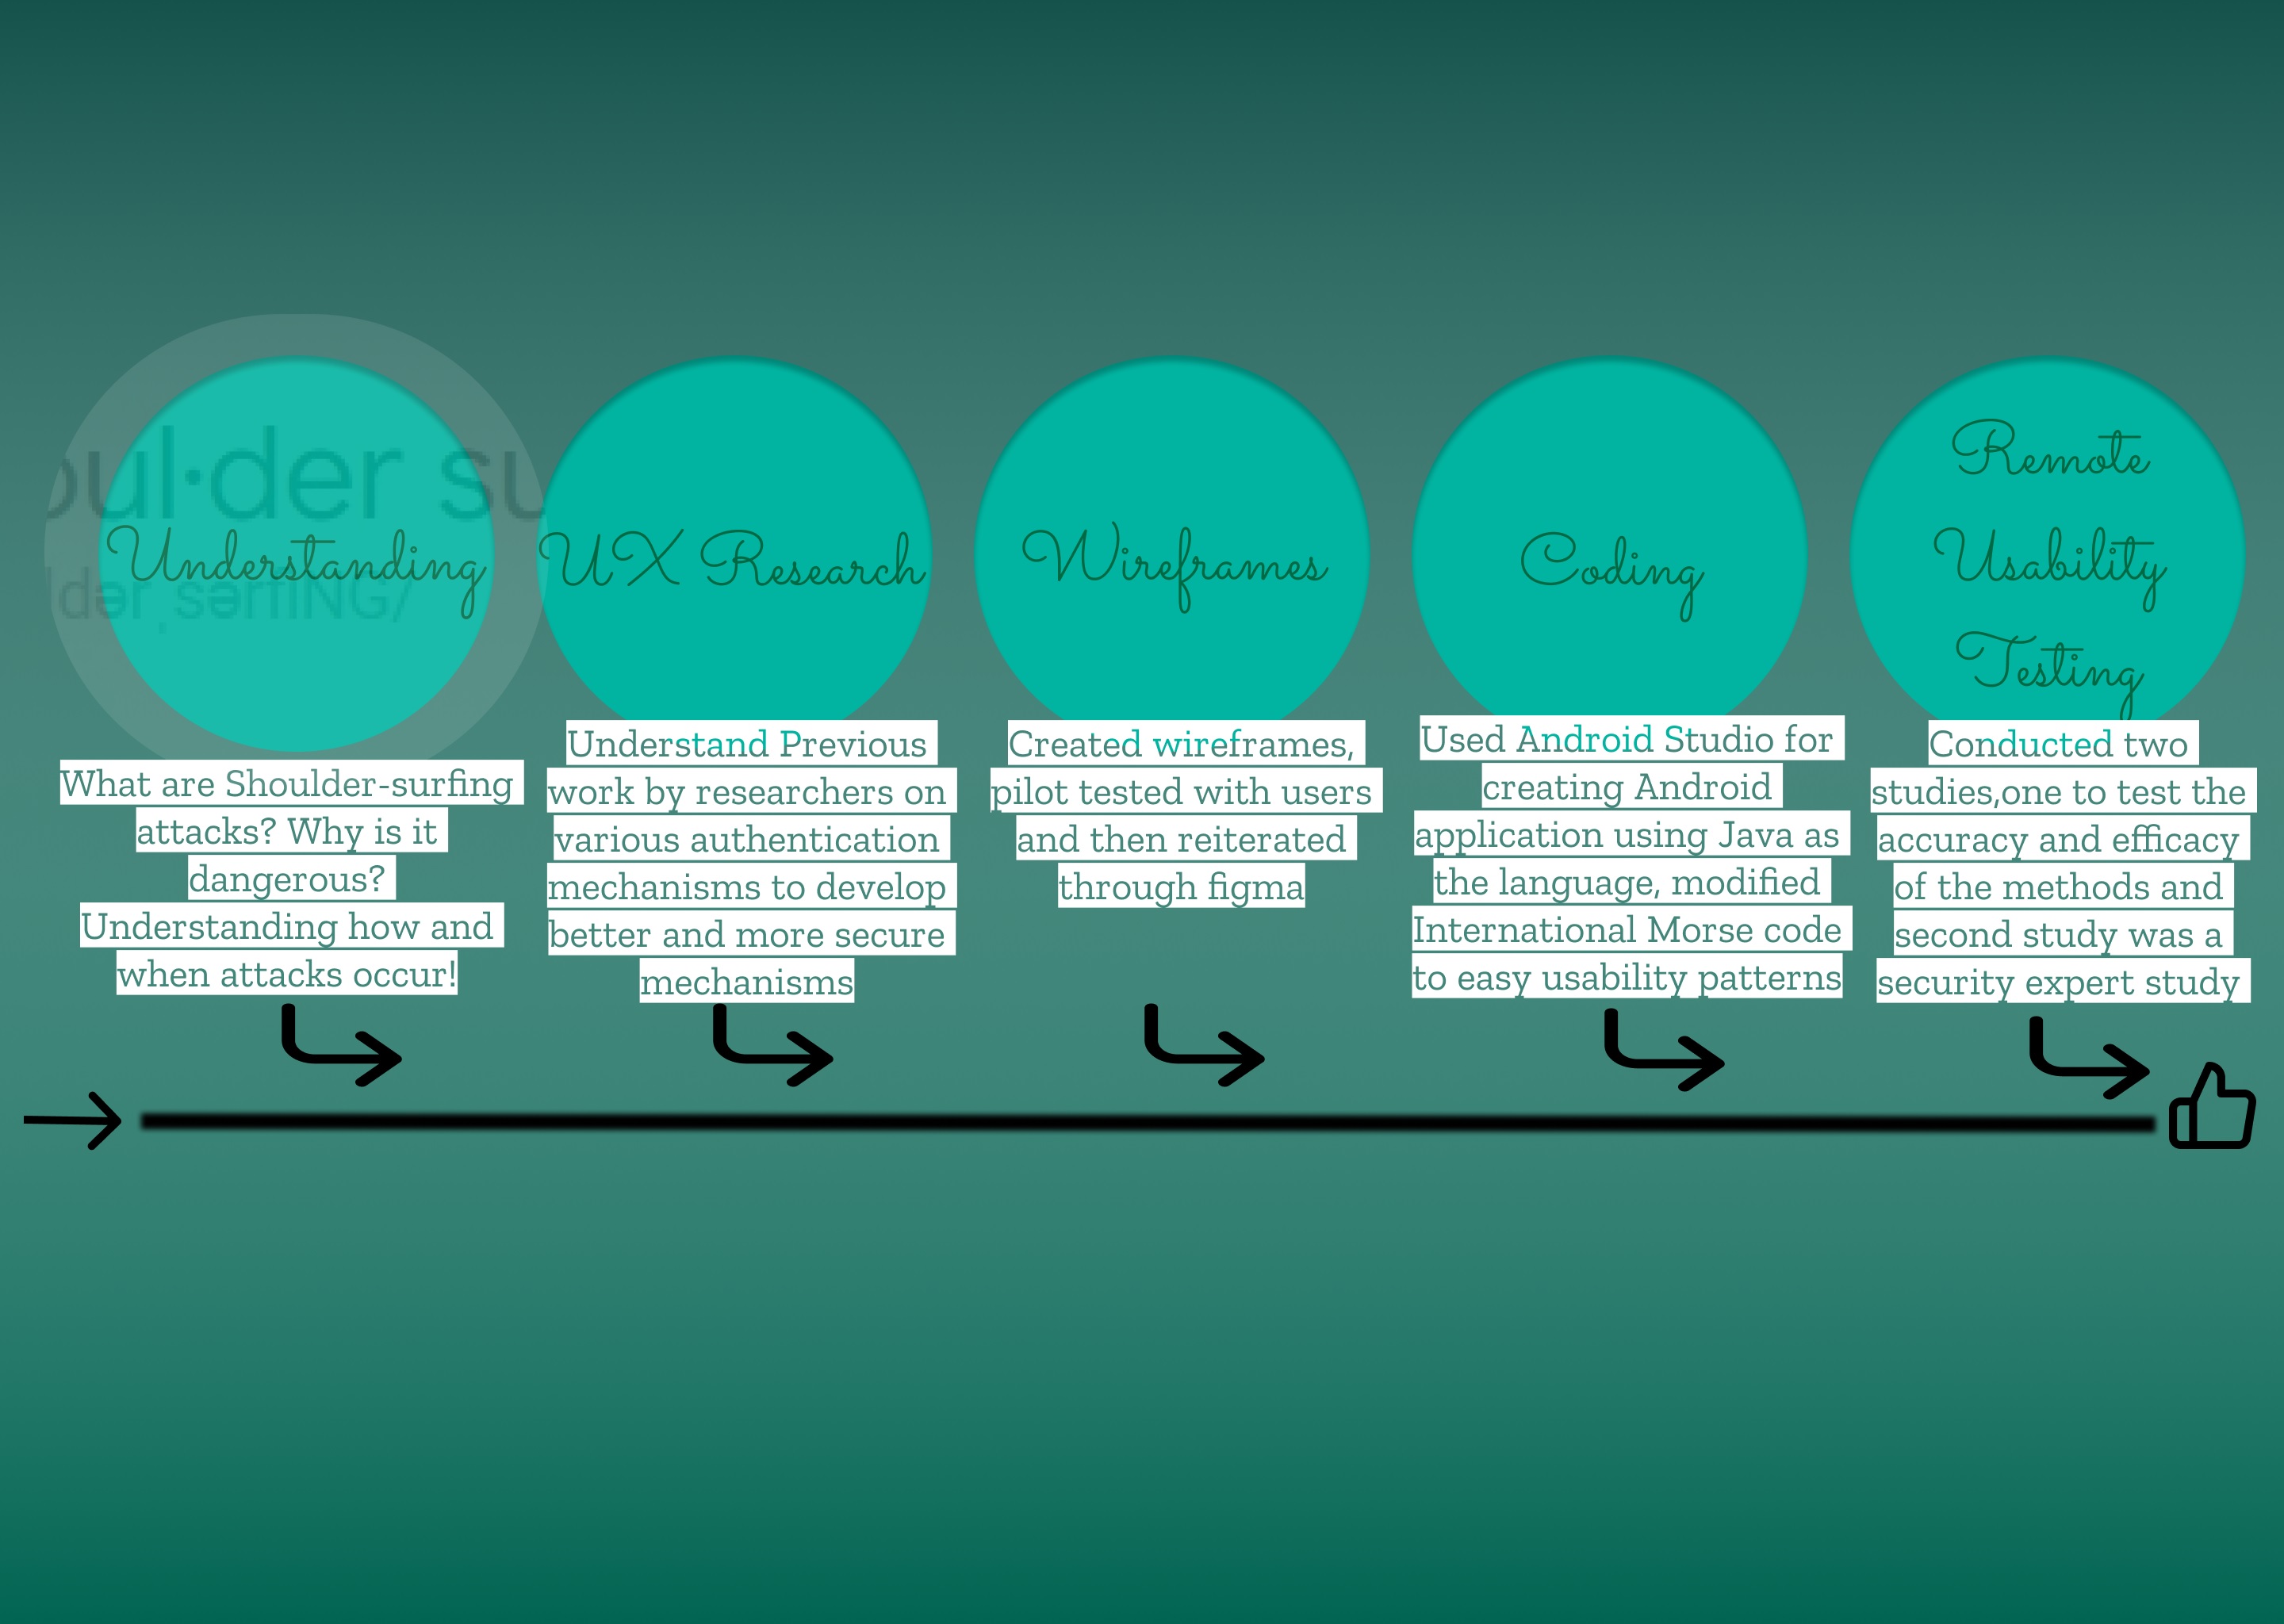 oul·der su
der ˌsərfiNG/
Understanding
What are Shoulder-surfing
attacks? Why is it
dangerous?
Understanding how and
when attacks occur!
UX Research
Understand Previous
work by researchers on
various authentication
mechanisms to develop
better and more secure
mechanisms
Wireframes
Created wireframes,
pilot tested with users
and then reiterated
through figma
Coding
Used Android Studio for
creating Android
application using Java as
the language, modified
International Morse code
to easy usability patterns
Remote
Usability
Testing
Conducted two
studies,one to test the
accuracy and efficacy
of the methods and
second study was a
security expert study